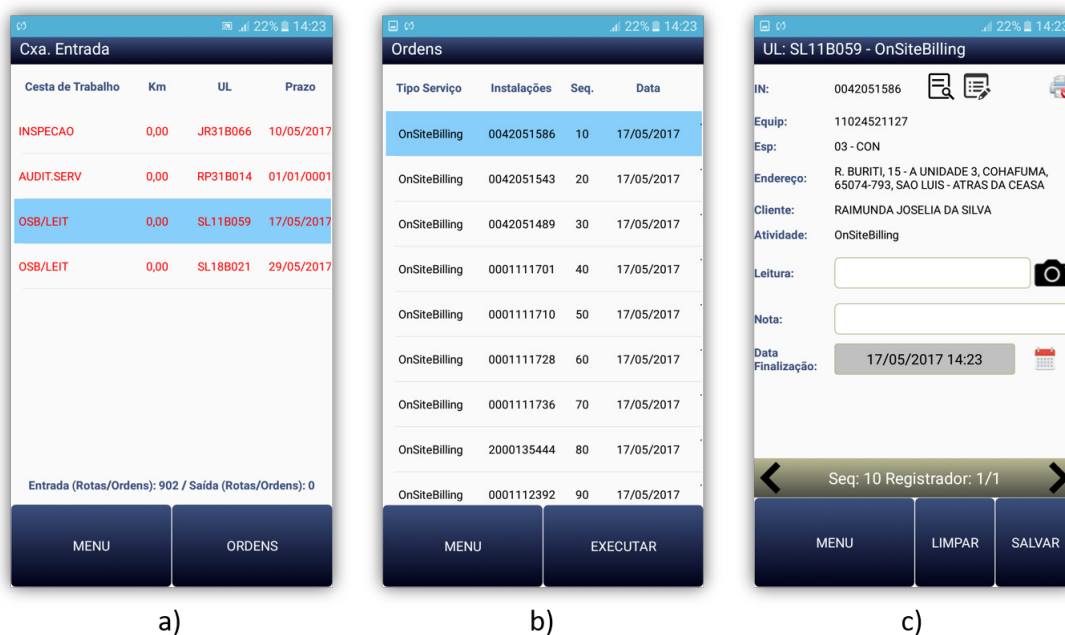 22% 14:23
Cxa. Entrada
Cesta de Trabalho Km UL Prazo
INSPECAO 0,00 JR31B066 10/05/2017
AUDIT.SERV 0,00 RP31B014 01/01/0001
OSB/LEIT 0,00 SL11B059 17/05/2017
OSB/LEIT 0,00 SL18B021 29/05/2017
Entrada (Rotas/Ordens): 902 / Saída (Rotas/Ordens): 0
MENU ORDENS
a)
22% 14:23
Ordens
Tipo Serviço Instalações Seq. Data
OnSiteBilling 0042051586 10 17/05/2017
OnSiteBilling 0042051543 20 17/05/2017
OnSiteBilling 0042051489 30 17/05/2017
OnSiteBilling 0001111701 40 17/05/2017
OnSiteBilling 0001111710 50 17/05/2017
OnSiteBilling 0001111728 60 17/05/2017
OnSiteBilling 0001111736 70 17/05/2017
OnSiteBilling 2000135444 80 17/05/2017
OnSiteBilling 0001112392 90 17/05/2017
MENU EXECUTAR
b)
22% 14:23
UL: SL11B059 - OnSiteBilling
IN: 0042051586
Equip: 11024521127
Esp: 03 - CON
Endereço: R. BURITI, 15 - A UNIDADE 3, COHAFUMA,
65074-793, SAO LUIS - ATRAS DA CEASA
Cliente: RAIMUNDA JOSELIA DA SILVA
Atividade: OnSiteBilling
Leitura:
Nota:
Data
Finalização: 17/05/2017 14:23
Seq: 10 Registrador: 1/1
MENU LIMPAR SALVAR
c)